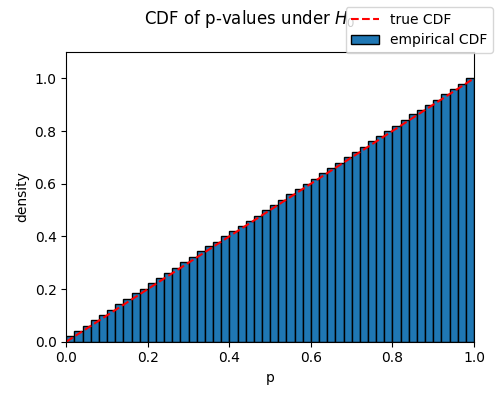 CDF of p-values under H₀
true CDF
empirical CDF
1.0
0.8
0.6
0.4
0.2
0.0
density
0.0 0.2 0.4 0.6 0.8 1.0
p